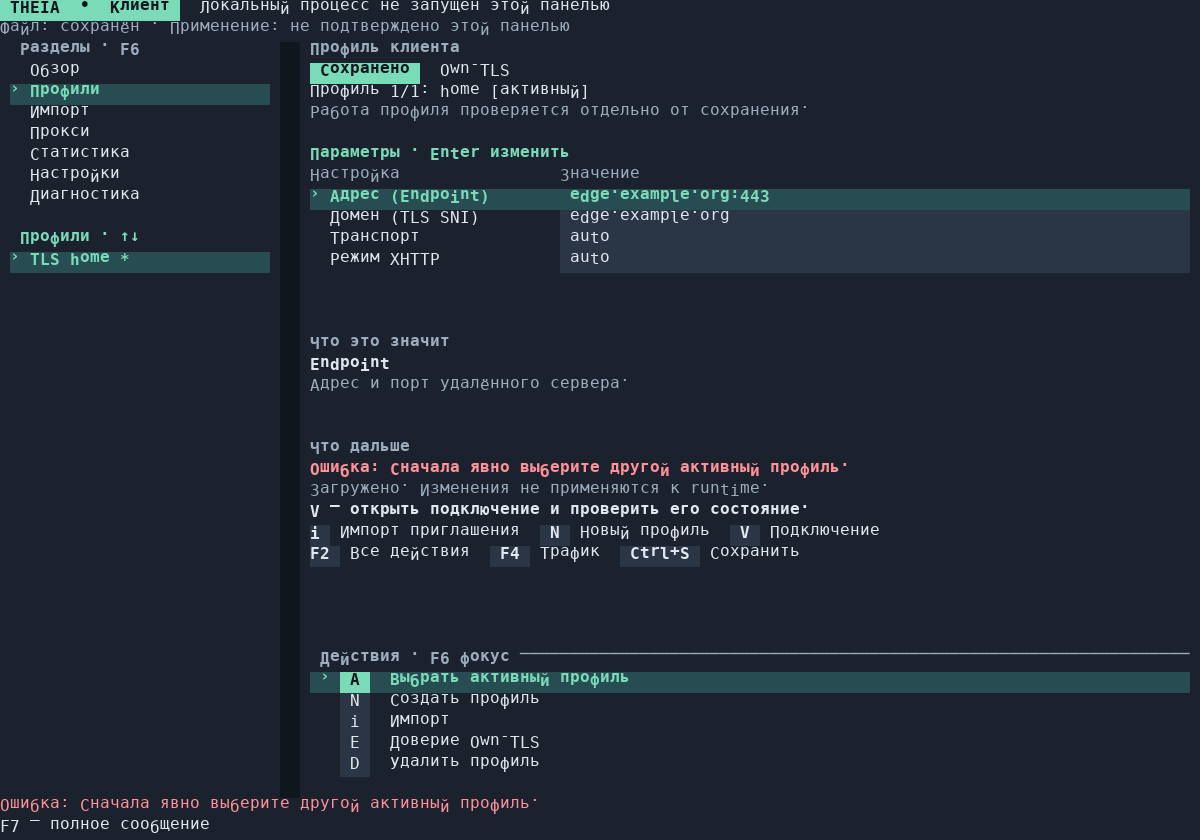 THEIA • Клиент Локальный процесс не запущен этой панелью
Файл: сохранён · Применение: не подтверждено этой панелью
Разделы · F6
Обзор
› Профили
Импорт
Прокси
Статистика
Настройки
Диагностика
Профили · ↑↓
› TLS home *
Профиль клиента
Сохранено Own-TLS
Профиль 1/1: home [активный]
Работа профиля проверяется отдельно от сохранения.
Параметры · Enter изменить
Настройка Значение
› Адрес (Endpoint) edge.example.org:443
Домен (TLS SNI) edge.example.org
Транспорт auto
Режим XHTTP auto
Что это значит
Endpoint
Адрес и порт удалённого сервера.
Что дальше
Ошибка: Сначала явно выберите другой активный профиль.
Загружено. Изменения не применяются к runtime.
V — открыть подключение и проверить его состояние.
i Импорт приглашения N Новый профиль V Подключение
F2 Все действия F4 Трафик Ctrl+S Сохранить
Действия · F6 фокус
› A Выбрать активный профиль
N Создать профиль
i Импорт
E Доверие Own-TLS
D Удалить профиль
Ошибка: Сначала явно выберите другой активный профиль.
F7 — полное сообщение